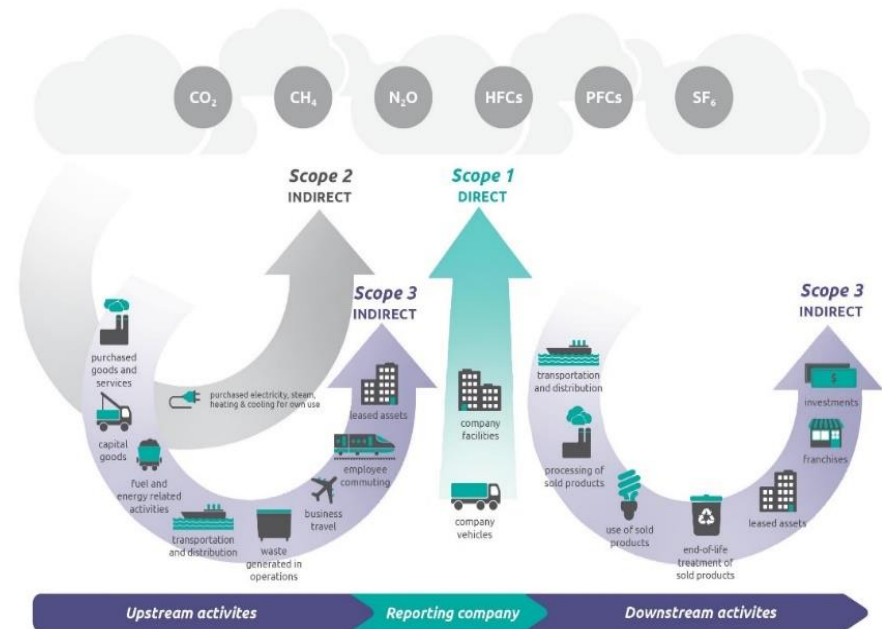 CO₂
CH₄
N₂O
HFCs
PFCs
SF₆
Scope 2
INDIRECT
Scope 1
DIRECT
Scope 3
INDIRECT
Scope 3
INDIRECT
purchased
goods and
services
capital
goods
fuel and
energy related
activities
transportation
and distribution
waste
generated in
operations
business
travel
employee
commuting
leased assets
purchased electricity, steam,
heating & cooling for own use
company
facilities
company
vehicles
transportation
and distribution
processing of
sold products
use of sold
products
end-of-life
treatment of
sold products
leased assets
franchises
$
investments
Upstream activites
Reporting company
Downstream activites